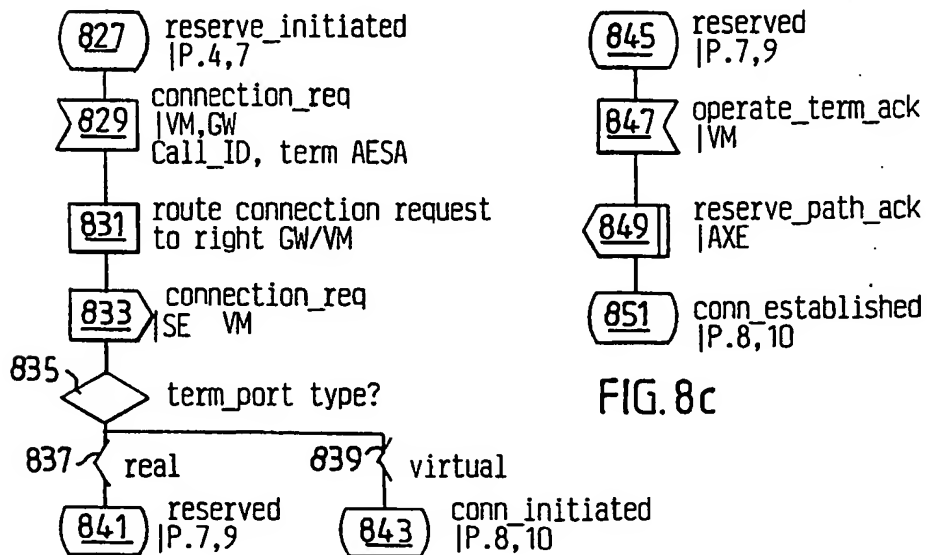 827 reserve_initiated
|P.4,7
829 connection_req
|VM,GW
Call_ID, term AESA
831 route connection request
to right GW/VM
833 connection_req
|SE VM
835 term_port type?
837 real
839 virtual
841 reserved
|P.7,9
843 conn_initiated
|P.8,10
845 reserved
|P.7,9
847 operate_term_ack
|VM
849 reserve_path_ack
|AXE
851 conn_established
|P.8,10
FIG. 8c